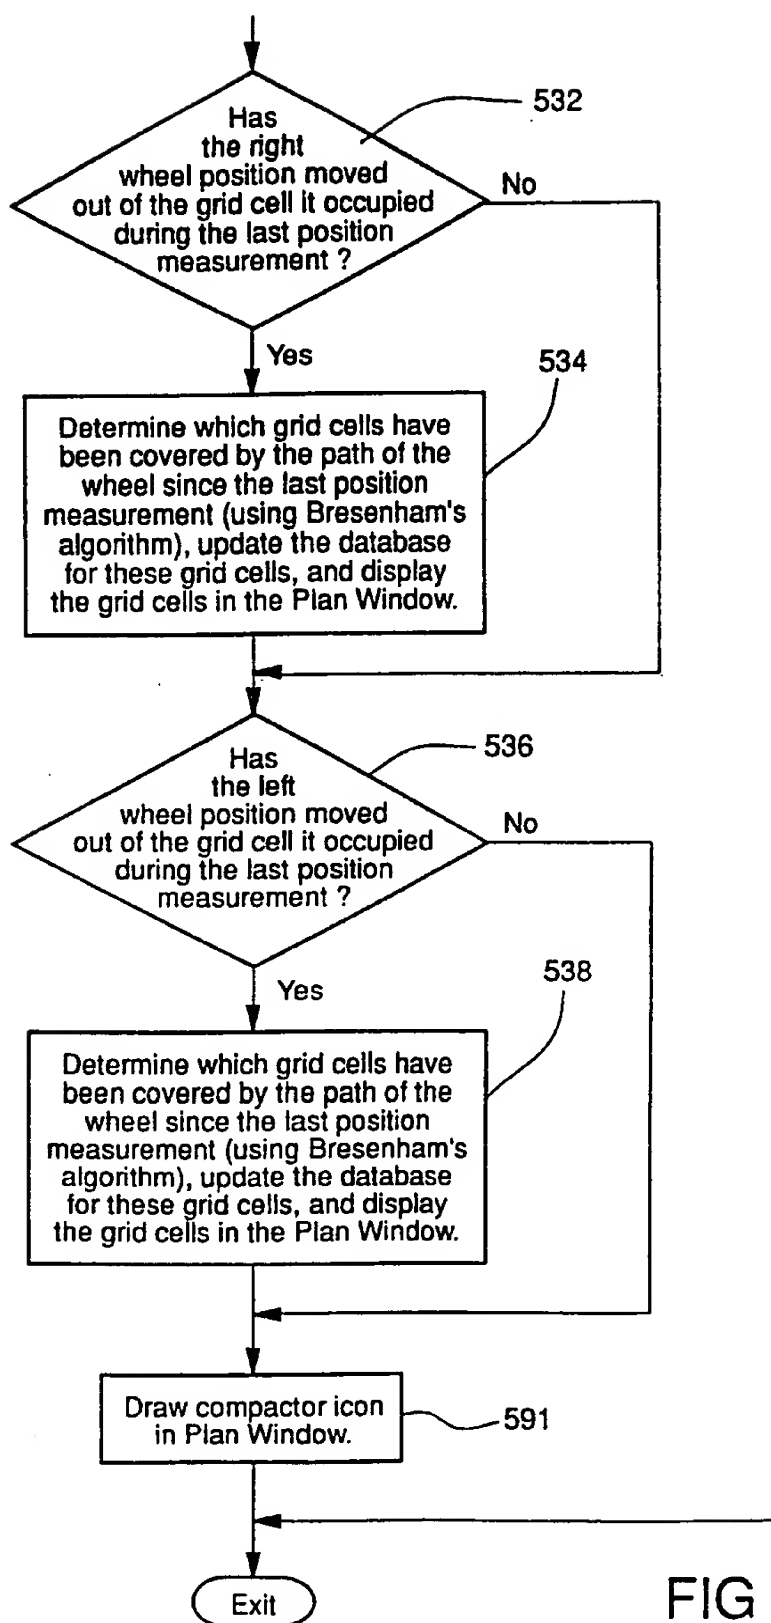 Has
the right
wheel position moved
out of the grid cell it occupied
during the last position
measurement ?
532
No
Yes
534
Determine which grid cells have
been covered by the path of the
wheel since the last position
measurement (using Bresenham's
algorithm), update the database
for these grid cells, and display
the grid cells in the Plan Window.
Has
the left
wheel position moved
out of the grid cell it occupied
during the last position
measurement ?
536
No
Yes
538
Determine which grid cells have
been covered by the path of the
wheel since the last position
measurement (using Bresenham's
algorithm), update the database
for these grid cells, and display
the grid cells in the Plan Window.
Draw compactor icon
in Plan Window.
591
Exit
FIG